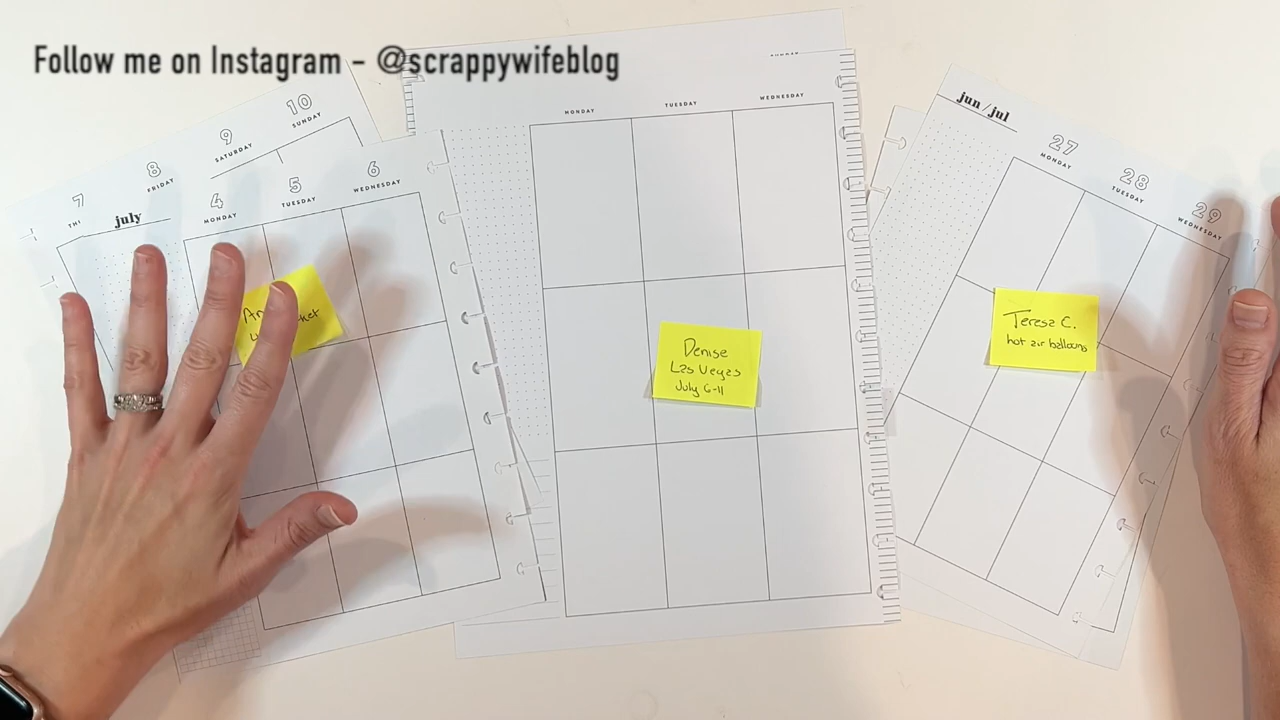 Follow me on Instagram - @scrappywifeblog
10
SUNDAY
9
SATURDAY
8
FRIDAY
7
july
4
MONDAY
5
TUESDAY
6
WEDNESDAY
MONDAY
TUESDAY
WEDNESDAY
Denise
Las Vegas
July 6-11
jun/jul
27
MONDAY
28
TUESDAY
29
WEDNESDAY
Teresa C.
hot air balloons